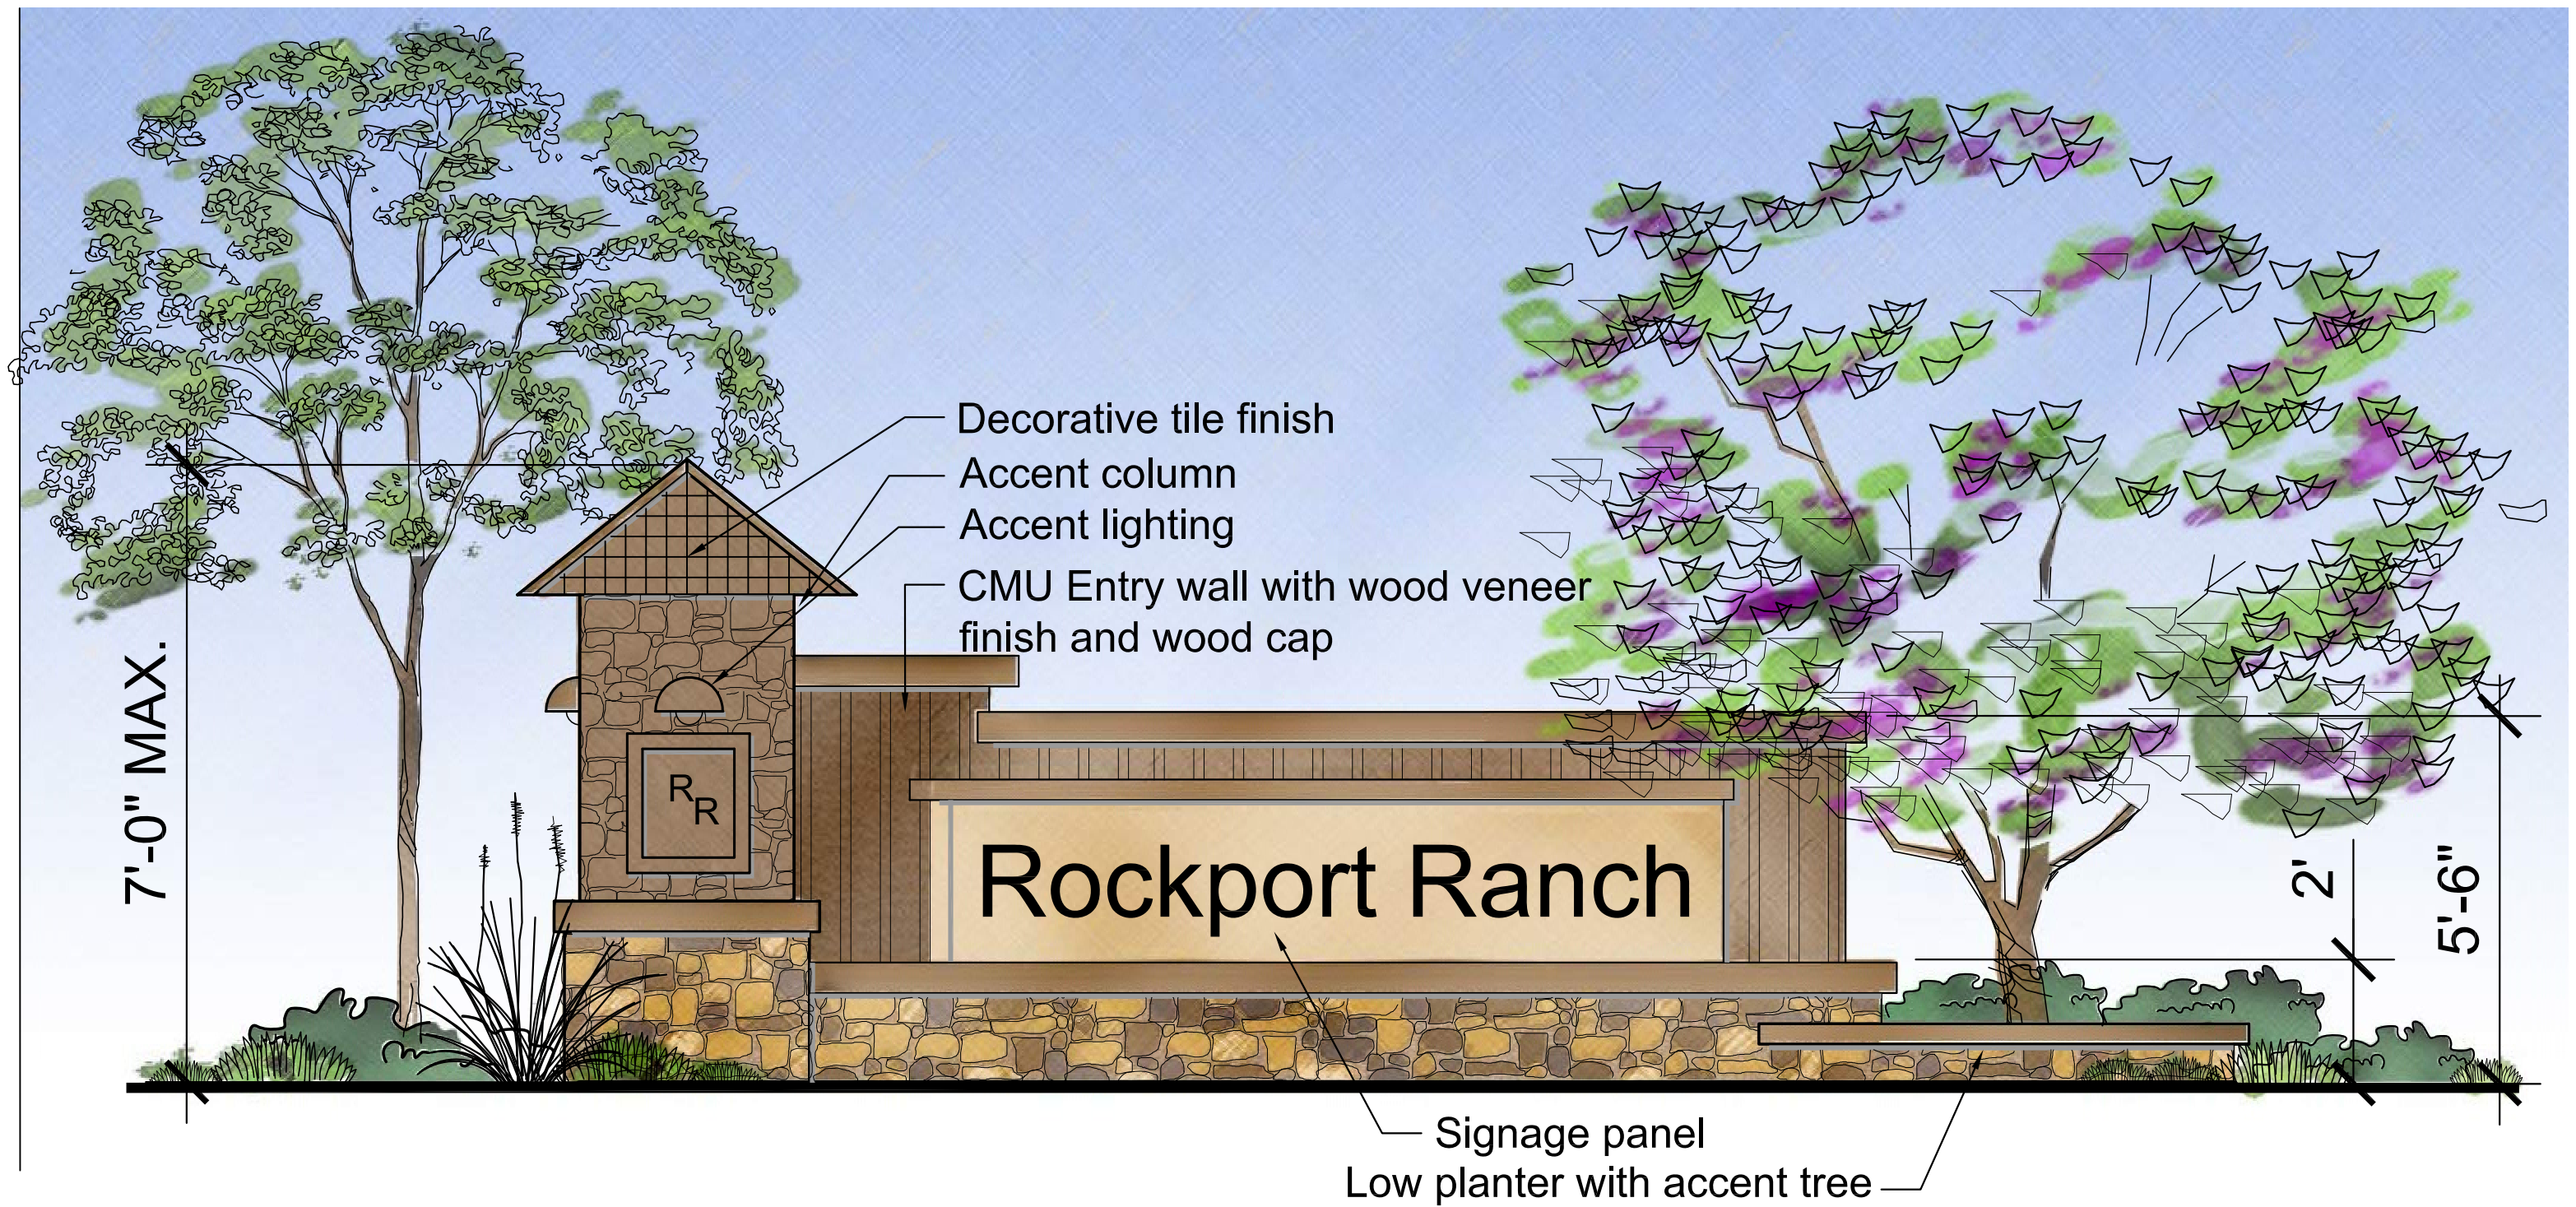 Decorative tile finish
Accent column
Accent lighting
CMU Entry wall with wood veneer
finish and wood cap
7'-0" MAX.
R
R
Rockport Ranch
2'
5'-6"
Signage panel
Low planter with accent tree